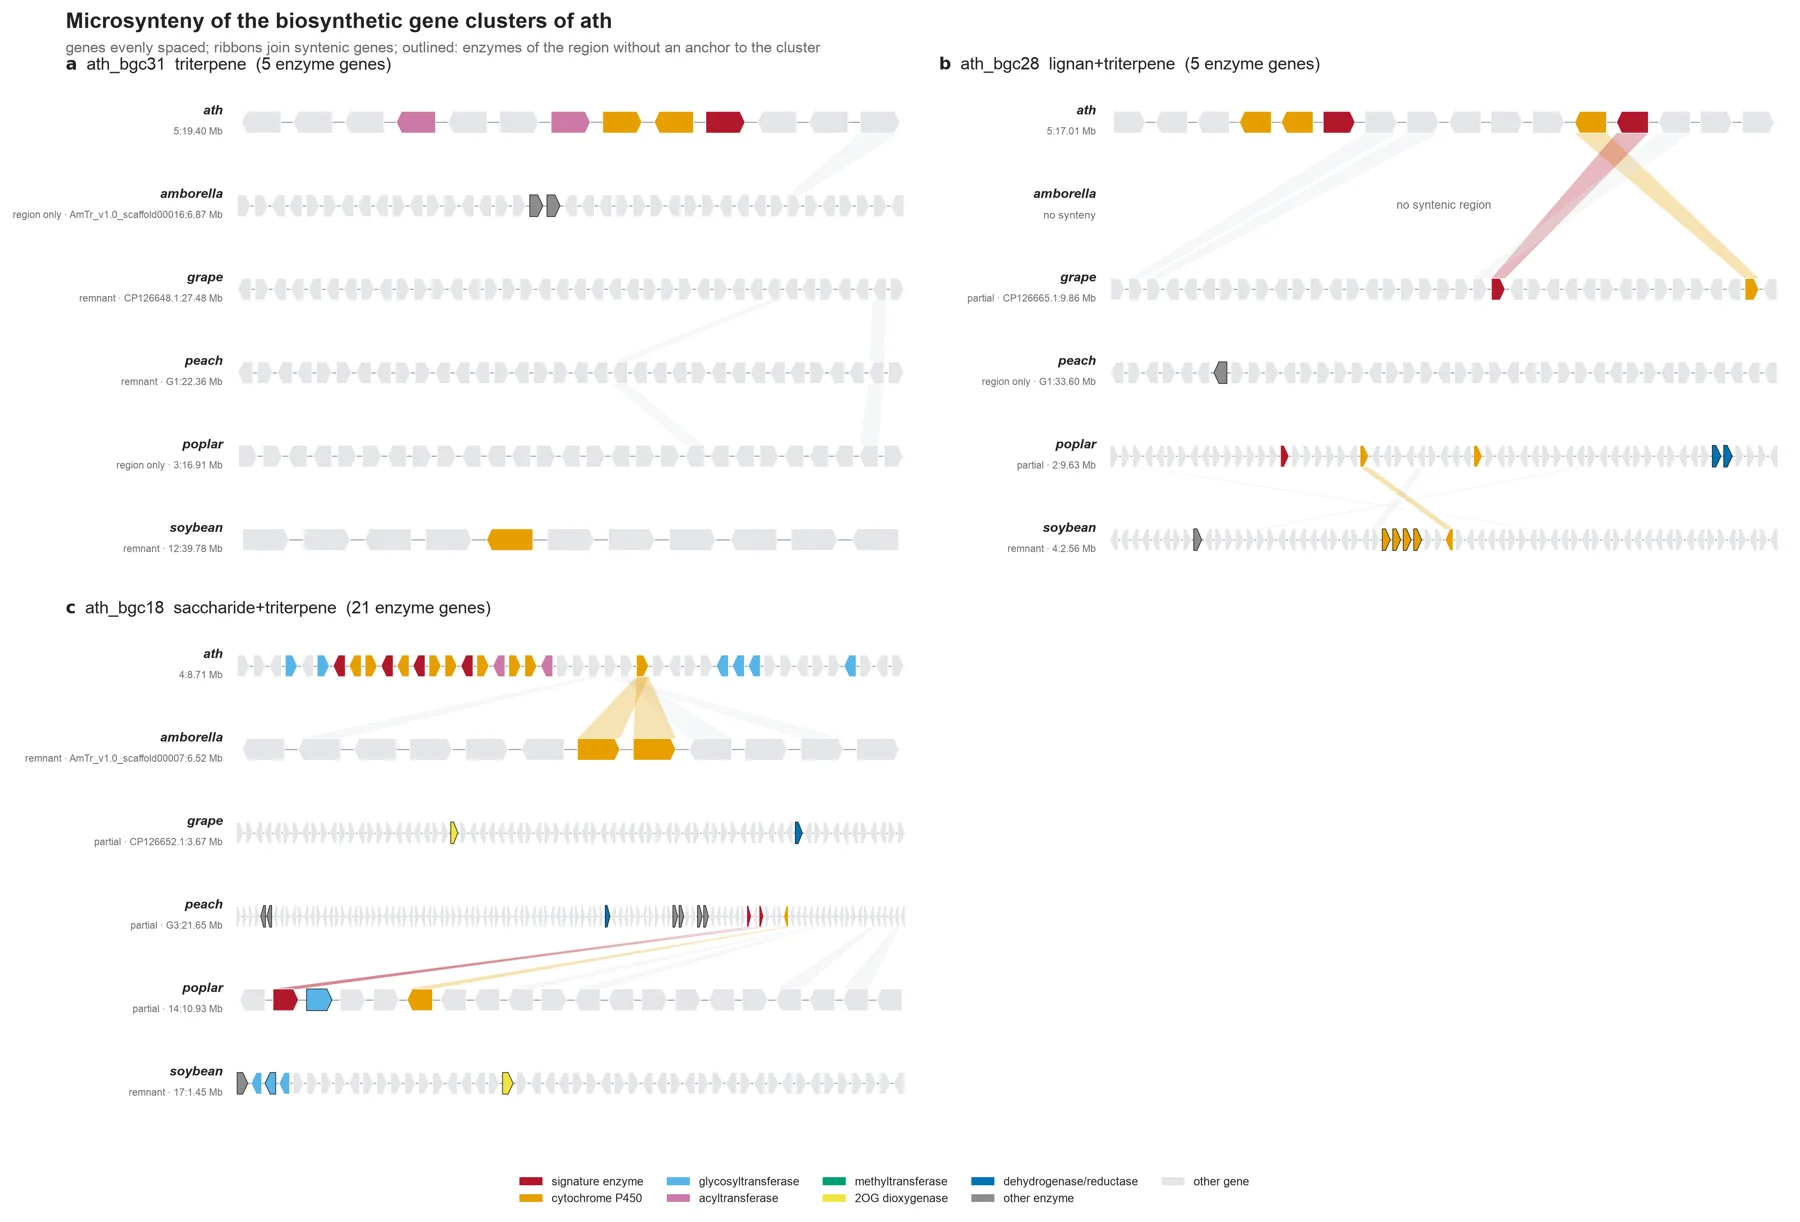 Microsynteny of the biosynthetic gene clusters of ath
genes evenly spaced; ribbons join syntenic genes; outlined: enzymes of the region without an anchor to the cluster
a ath_bgc31 triterpene (5 enzyme genes)
ath
5:19.40 Mb
amborella
region only · AmTr_v1.0_scaffold00016:6.87 Mb
grape
remnant · CP126648.1:27.48 Mb
peach
remnant · G1:22.36 Mb
poplar
region only · 3:16.91 Mb
soybean
remnant · 12:39.78 Mb
b ath_bgc28 lignan+triterpene (5 enzyme genes)
ath
5:17.01 Mb
amborella
no synteny
no syntenic region
grape
partial · CP126665.1:9.86 Mb
peach
region only · G1:33.60 Mb
poplar
partial · 2:9.63 Mb
soybean
remnant · 4:2.56 Mb
c ath_bgc18 saccharide+triterpene (21 enzyme genes)
ath
4:8.71 Mb
amborella
remnant · AmTr_v1.0_scaffold00007:6.52 Mb
grape
partial · CP126652.1:3.67 Mb
peach
partial · G3:21.65 Mb
poplar
partial · 14:10.93 Mb
soybean
remnant · 17:1.45 Mb
signature enzyme glycosyltransferase methyltransferase dehydrogenase/reductase other gene
cytochrome P450 acyltransferase 2OG dioxygenase other enzyme